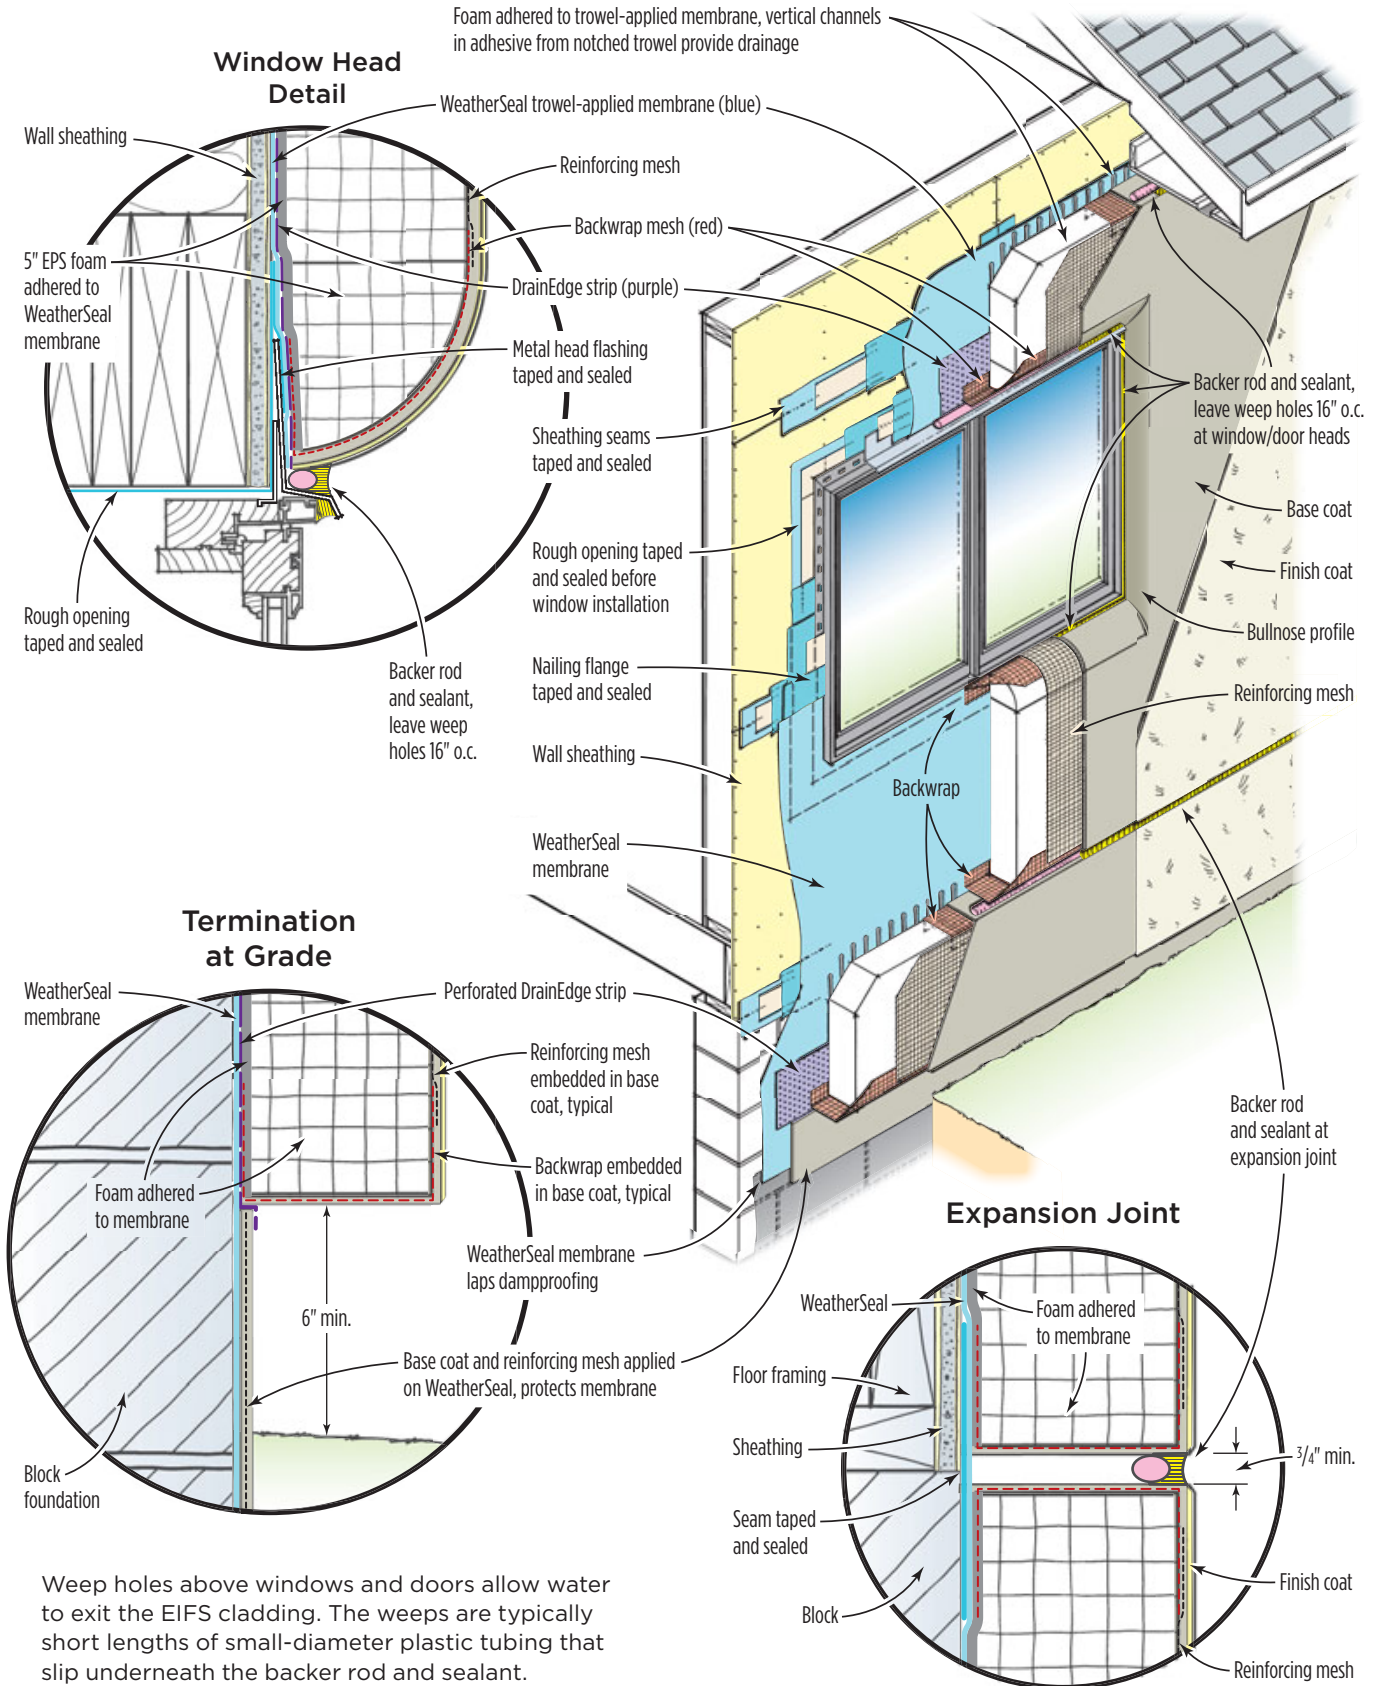 Foam adhered to trowel-applied membrane, vertical channels
in adhesive from notched trowel provide drainage
Window Head
Detail
WeatherSeal trowel-applied membrane (blue)
Wall sheathing
Reinforcing mesh
Backwrap mesh (red)
5" EPS foam
adhered to
WeatherSeal
membrane
DrainEdge strip (purple)
Metal head flashing
taped and sealed
Sheathing seams
taped and sealed
Backer rod and sealant,
leave weep holes 16" o.c.
at window/door heads
Base coat
Rough opening taped
and sealed before
window installation
Finish coat
Rough opening
taped and sealed
Bullnose profile
Backer rod
and sealant,
leave weep
holes 16" o.c.
Nailing flange
taped and sealed
Reinforcing mesh
Wall sheathing
Backwrap
WeatherSeal
membrane
Termination
at Grade
WeatherSeal
membrane
Perforated DrainEdge strip
Reinforcing mesh
embedded in base
coat, typical
Backwrap embedded
in base coat, typical
Foam adhered
to membrane
WeatherSeal membrane
laps dampproofing
6" min.
Base coat and reinforcing mesh applied
on WeatherSeal, protects membrane
Block
foundation
Backer rod
and sealant at
expansion joint
Expansion Joint
WeatherSeal
Foam adhered
to membrane
Floor framing
Sheathing
3/4" min.
Seam taped
and sealed
Finish coat
Block
Reinforcing mesh
Weep holes above windows and doors allow water
to exit the EIFS cladding. The weeps are typically
short lengths of small-diameter plastic tubing that
slip underneath the backer rod and sealant.